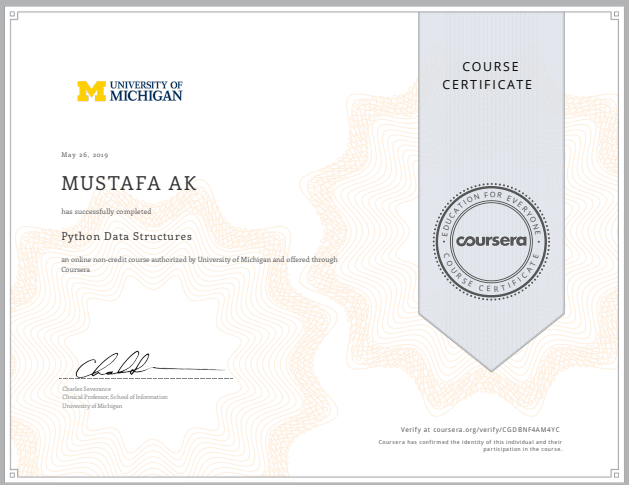 COURSE
CERTIFICATE
UNIVERSITY OF
MICHIGAN
May 26, 2019
MUSTAFA AK
has successfully completed
Python Data Structures
an online non-credit course authorized by University of Michigan and offered through
Coursera
EDUCATION FOR EVERYONE
coursera
COURSE CERTIFICATE
Charles Severance
Clinical Professor, School of Information
University of Michigan
Verify at coursera.org/verify/CGDBNF4AM4YC
Coursera has confirmed the identity of this individual and their
participation in the course.